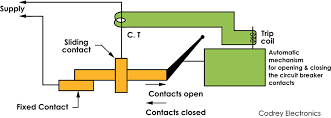 Supply
Sliding
contact
C. T
Trip
coil
Automatic
mechanism
for opening & closing
the circuit breaker
contacts
Fixed Contact
Contacts open
Contacts closed
Codrey Electronics